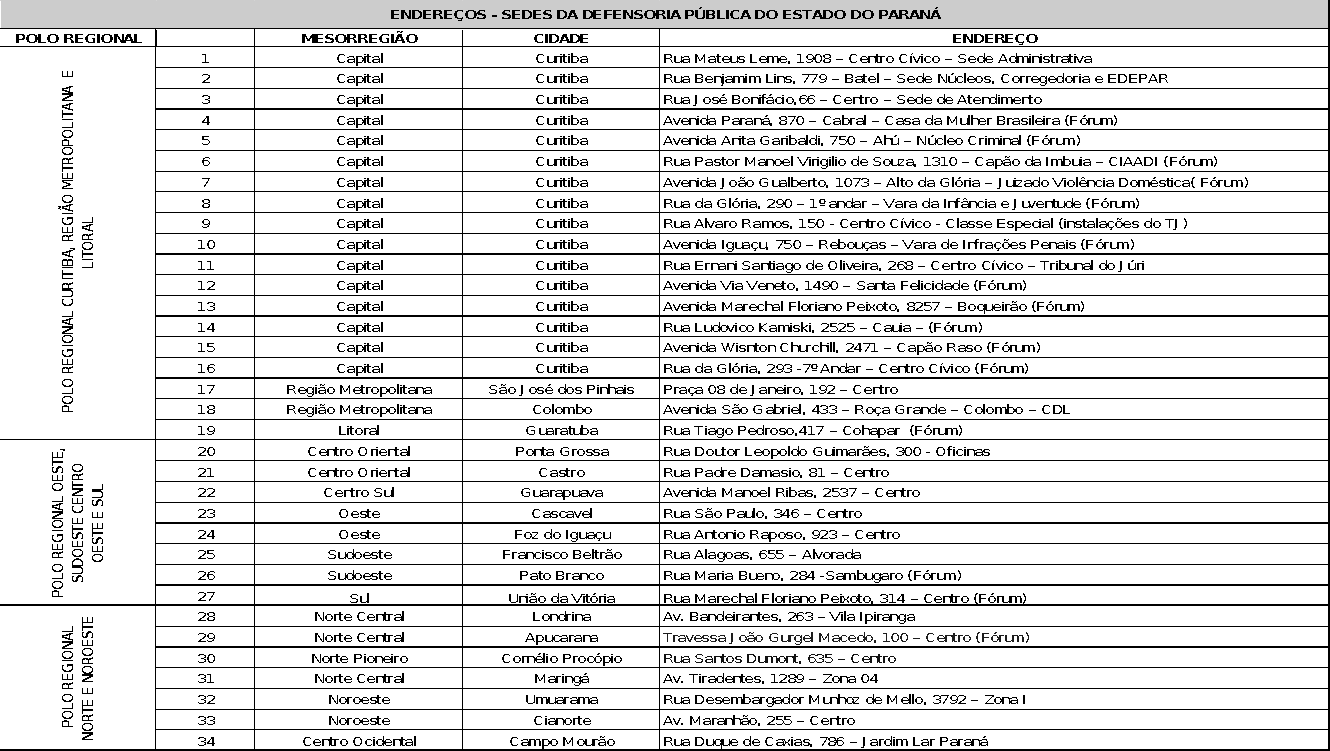 ENDEREÇOS - SEDES DA DEFENSORIA PÚBLICA DO ESTADO DO PARANÁ
POLO REGIONAL MESORREGIÃO CIDADE ENDEREÇO
POLO REGIONAL CURITIBA, REGIÃO METROPOLITANA E
LITORAL
1 Capital Curitiba Rua Mateus Leme, 1908 – Centro Cívico – Sede Administrativa
2 Capital Curitiba Rua Benjamim Lins, 779 – Batel – Sede Núcleos, Corregedoria e EDEPAR
3 Capital Curitiba Rua José Bonifácio,66 – Centro – Sede de Atendimerto
4 Capital Curitiba Avenida Paraná, 870 – Cabral – Casa da Mulher Brasileira (Fórum)
5 Capital Curitiba Avenida Arita Garibaldi, 750 – Ahú – Núcleo Criminal (Fórum)
6 Capital Curitiba Rua Pastor Manoel Virigilio de Souza, 1310 – Capão da Imbuia – CIAADI (Fórum)
7 Capital Curitiba Avenida João Gualberto, 1073 – Alto da Glória – Juizado Violência Doméstica( Fórum)
8 Capital Curitiba Rua da Glória, 290 – 1º andar – Vara da Infância e Juventude (Fórum)
9 Capital Curitiba Rua Alvaro Ramos, 150 - Centro Cívico - Classe Especial (instalações do TJ)
10 Capital Curitiba Avenida Iguaçu, 750 – Rebouças – Vara de Infrações Penais (Fórum)
11 Capital Curitiba Rua Ernani Santiago de Oliveira, 268 – Centro Cívico – Tribunal do Júri
12 Capital Curitiba Avenida Via Veneto, 1490 – Santa Felicidade (Fórum)
13 Capital Curitiba Avenida Marechal Floriano Peixoto, 8257 – Boqueirão (Fórum)
14 Capital Curitiba Rua Ludovico Kamiski, 2525 – Cauia – (Fórum)
15 Capital Curitiba Avenida Wisnton Churchill, 2471 – Capão Raso (Fórum)
16 Capital Curitiba Rua da Glória, 293 -7º Andar – Centro Cívico (Fórum)
17 Região Metropolitana São José dos Pinhais Praça 08 de Janeiro, 192 – Centro
18 Região Metropolitana Colombo Avenida São Gabriel, 433 – Roça Grande – Colombo – CDL
19 Litoral Guaratuba Rua Tiago Pedroso,417 – Cohapar (Fórum)
POLO REGIONAL OESTE,
SUDOESTE CENTRO
OESTE E SUL
20 Centro Oriertal Ponta Grossa Rua Doutor Leopoldo Guimarães, 300 - Oficinas
21 Centro Oriertal Castro Rua Padre Damasio, 81 – Centro
22 Certro Sul Guarapuava Avenida Manoel Ribas, 2537 – Centro
23 Oeste Cascavel Rua São Paulo, 346 – Centro
24 Oeste Foz do Iguaçu Rua Antonio Raposo, 923 – Centro
25 Sudoeste Francisco Beltrão Rua Alagoas, 655 – Alvorada
26 Sudoeste Pato Branco Rua Maria Bueno, 284 -Sambugaro (Fórum)
27 Sul União da Vitória Rua Marechal Floriano Peixoto, 314 – Centro (Fórum)
POLO REGIONAL
NORTE E NOROESTE
28 Norte Central Londrina Av. Bandeirantes, 263 – Vila Ipiranga
29 Norte Central Apucarana Travessa João Gurgel Macedo, 100 – Centro (Fórum)
30 Norte Pioneiro Cornélio Procópio Rua Santos Dumont, 635 – Centro
31 Norte Central Maringá Av. Tiradentes, 1289 – Zona 04
32 Noroeste Umuarama Rua Desembargador Munhoz de Mello, 3792 – Zona I
33 Noroeste Cianorte Av. Maranhão, 255 – Centro
34 Centro Ocidental Campo Mourão Rua Duque de Caxias, 786 – Jardim Lar Paraná